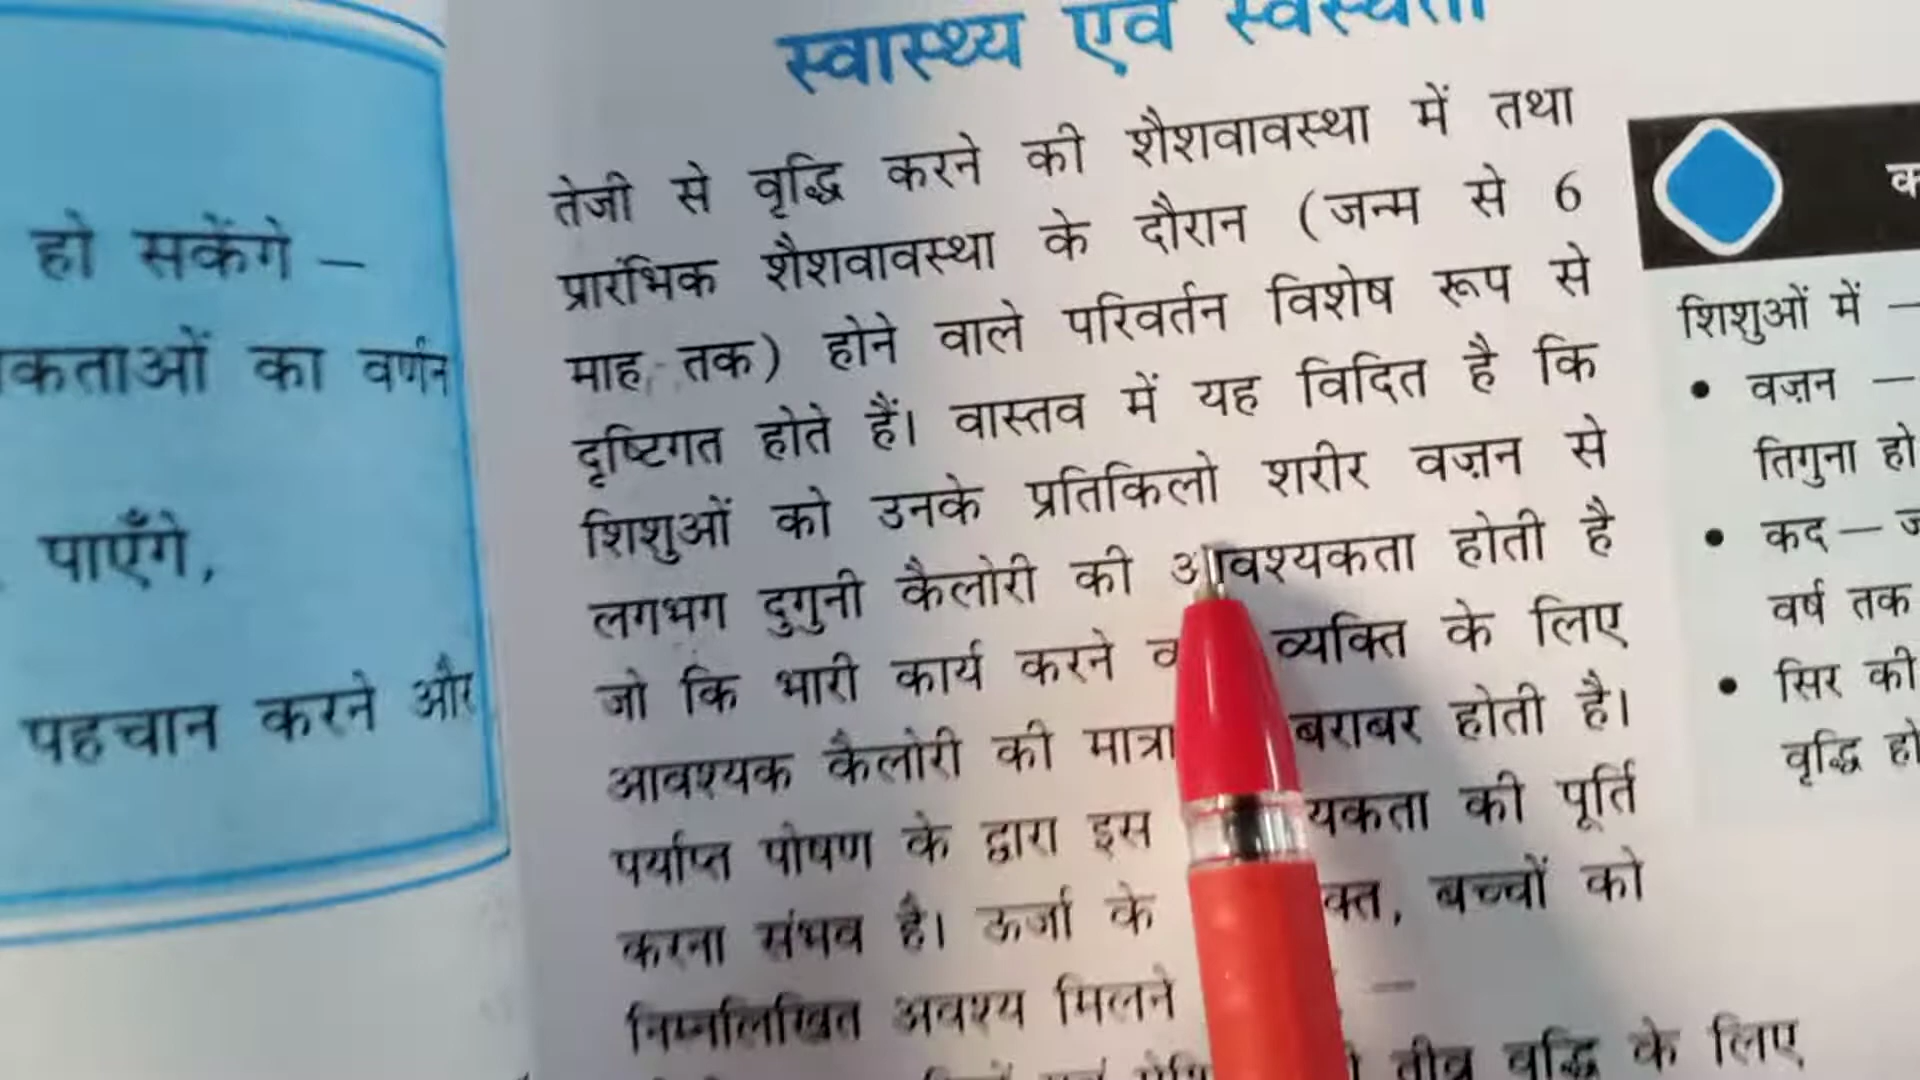 स्वास्थ्य एवं स्वस्थता
हो सकेंगे –
कताओं का वर्णन
पाएँगे,
पहचान करने और
तेजी से वृद्धि करने की शैशवावस्था में तथा
प्रारंभिक शैशवावस्था के दौरान (जन्म से 6
माह तक) होने वाले परिवर्तन विशेष रूप से
दृष्टिगत होते हैं। वास्तव में यह विदित है कि
शिशुओं को उनके प्रतिकिलो शरीर वज़न से
लगभग दुगुनी कैलोरी की आवश्यकता होती है
जो कि भारी कार्य करने व्यक्ति के लिए
आवश्यक कैलोरी की मात्रा बराबर होती है।
पर्याप्त पोषण के द्वारा इस यकता की पूर्ति
करना संभव है। ऊर्जा के क्त, बच्चों को
निम्नलिखित अवश्य मिलने –
तीव्र वृद्धि के लिए
शिशुओं में –
• वज़न –
तिगुना हो
• कद –
वर्ष तक
• सिर की
वृद्धि हो